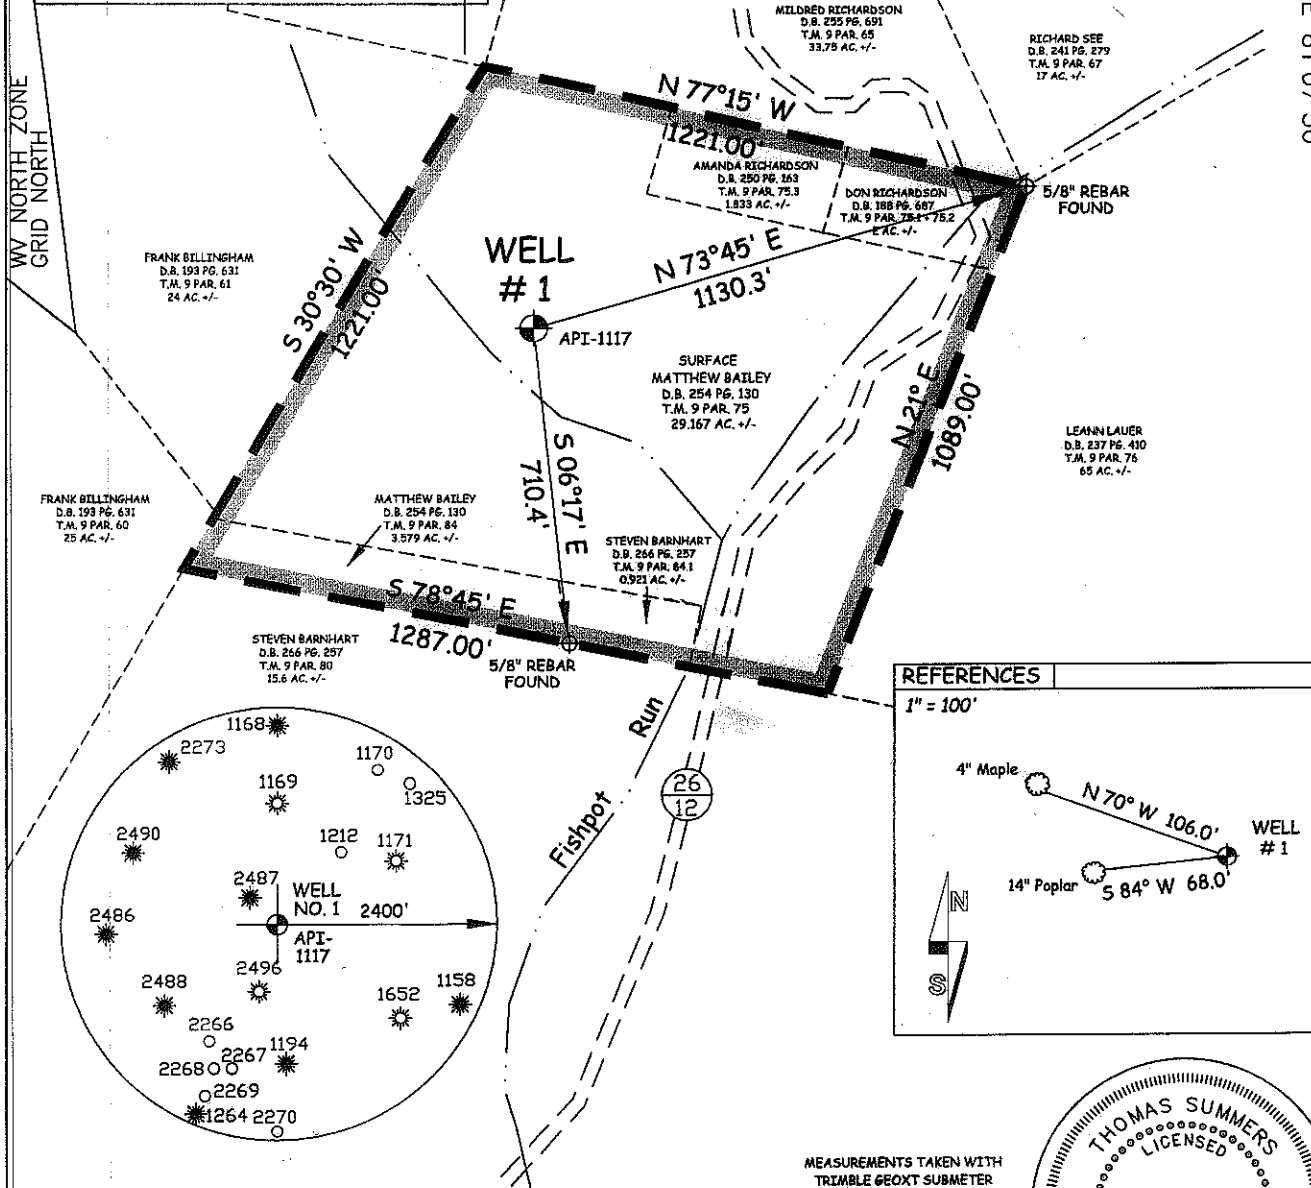 MILDRED RICHARDSON
D.B. 255 PG. 691
T.M. 9 PAR. 65
33.75 AC. +/-
RICHARD SEE
D.B. 241 PG. 279
T.M. 9 PAR. 67
17 AC. +/-
WV NORTH ZONE
GRID NORTH
N 77°15' W
1221.00'
AMANDA RICHARDSON
D.B. 250 PG. 163
T.M. 9 PAR. 75.3
1.833 AC. +/-
DON RICHARDSON
D.B. 188 PG. 687
T.M. 9 PAR. 75.1 + 75.2
2 AC. +/-
5/8" REBAR
FOUND
FRANK BILLINGHAM
D.B. 193 PG. 631
T.M. 9 PAR. 61
24 AC. +/-
S 30°30' W
1221.00'
WELL
# 1
API-1117
N 73°45' E
1130.3'
SURFACE
MATTHEW BAILEY
D.B. 254 PG. 130
T.M. 9 PAR. 75
29.167 AC. +/-
N 21° E
1089.00'
LEANN LAUER
D.B. 237 PG. 410
T.M. 9 PAR. 76
65 AC. +/-
FRANK BILLINGHAM
D.B. 193 PG. 631
T.M. 9 PAR. 60
25 AC. +/-
MATTHEW BAILEY
D.B. 254 PG. 130
T.M. 9 PAR. 84
3.579 AC. +/-
S 06°17' E
710.4'
STEVEN BARNHART
D.B. 266 PG. 257
T.M. 9 PAR. 84.1
0.921 AC. +/-
S 78°45' E
1287.00'
STEVEN BARNHART
D.B. 266 PG. 257
T.M. 9 PAR. 80
15.6 AC. +/-
5/8" REBAR
FOUND
Fishpot Run
26
12
REFERENCES
1" = 100'
4" Maple
N 70° W 106.0'
WELL
# 1
14" Poplar
S 84° W 68.0'
N
S
1168
2273
1170
1169
1325
2490
1212
1171
2487
WELL
NO. 1
2400'
2486
API-
1117
2496
2488
1652
1158
2266
1194
2267
2268
2269
1264
2270
THOMAS SUMMERS
LICENSED
MEASUREMENTS TAKEN WITH
TRIMBLE GEOXT SUBMETER